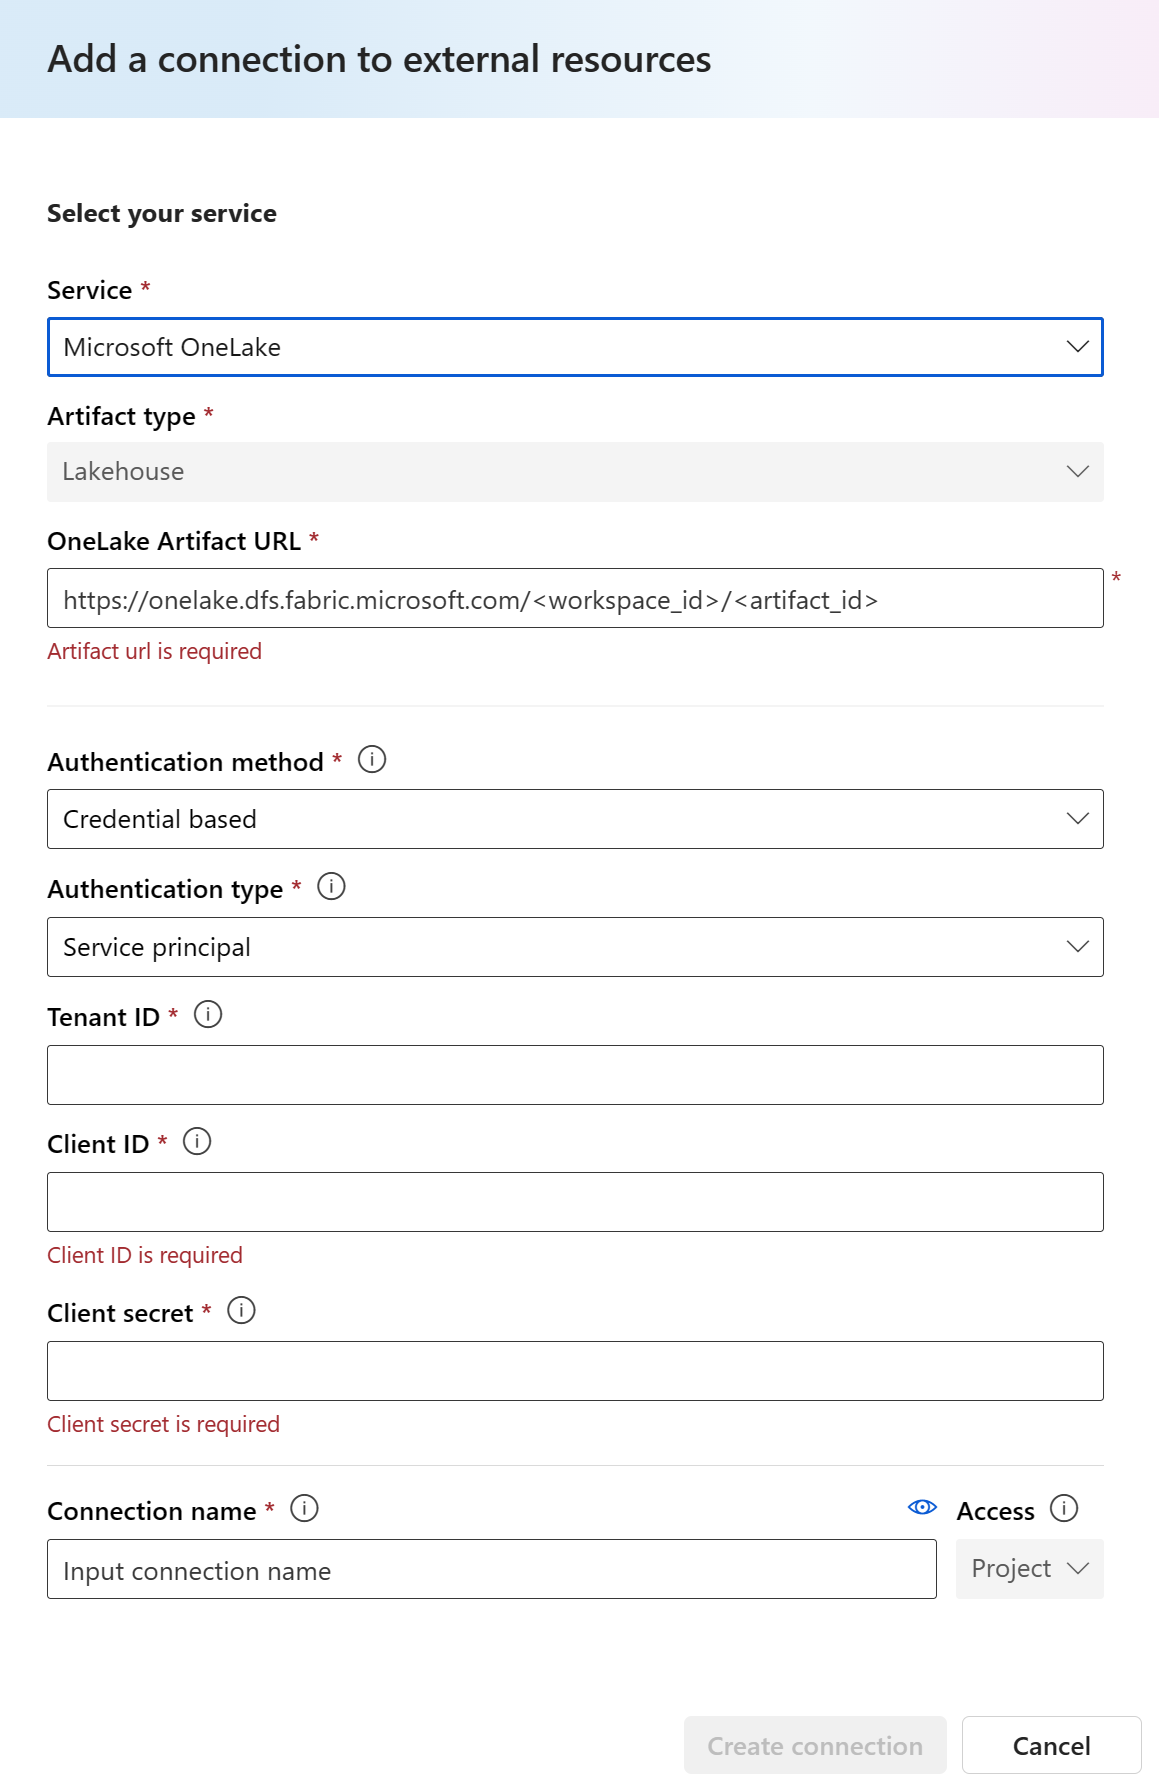 Add a connection to external resources
Select your service
Service *
Microsoft OneLake
Artifact type *
Lakehouse
OneLake Artifact URL *
https://onelake.dfs.fabric.microsoft.com/<workspace_id>/<artifact_id> *
Artifact url is required
Authentication method *
Credential based
Authentication type *
Service principal
Tenant ID *
Client ID *
Client ID is required
Client secret *
Client secret is required
Connection name * Access
Input connection name Project
Create connection Cancel